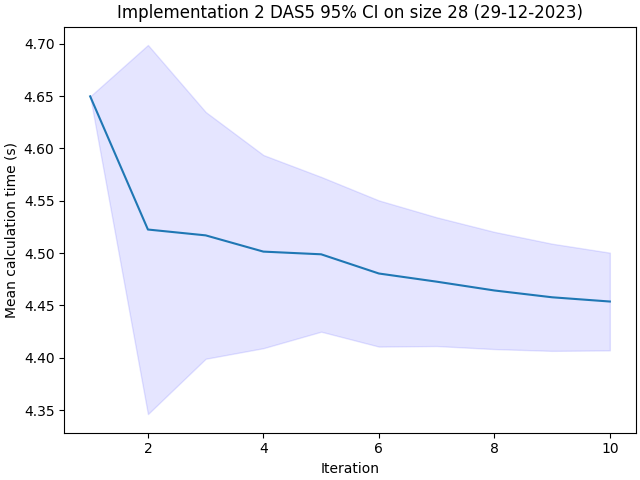 Implementation 2 DAS5 95% CI on size 28 (29-12-2023)
4.70
4.65
4.60
4.55
4.50
4.45
4.40
4.35
Mean calculation time (s)
2 4 6 8 10
Iteration